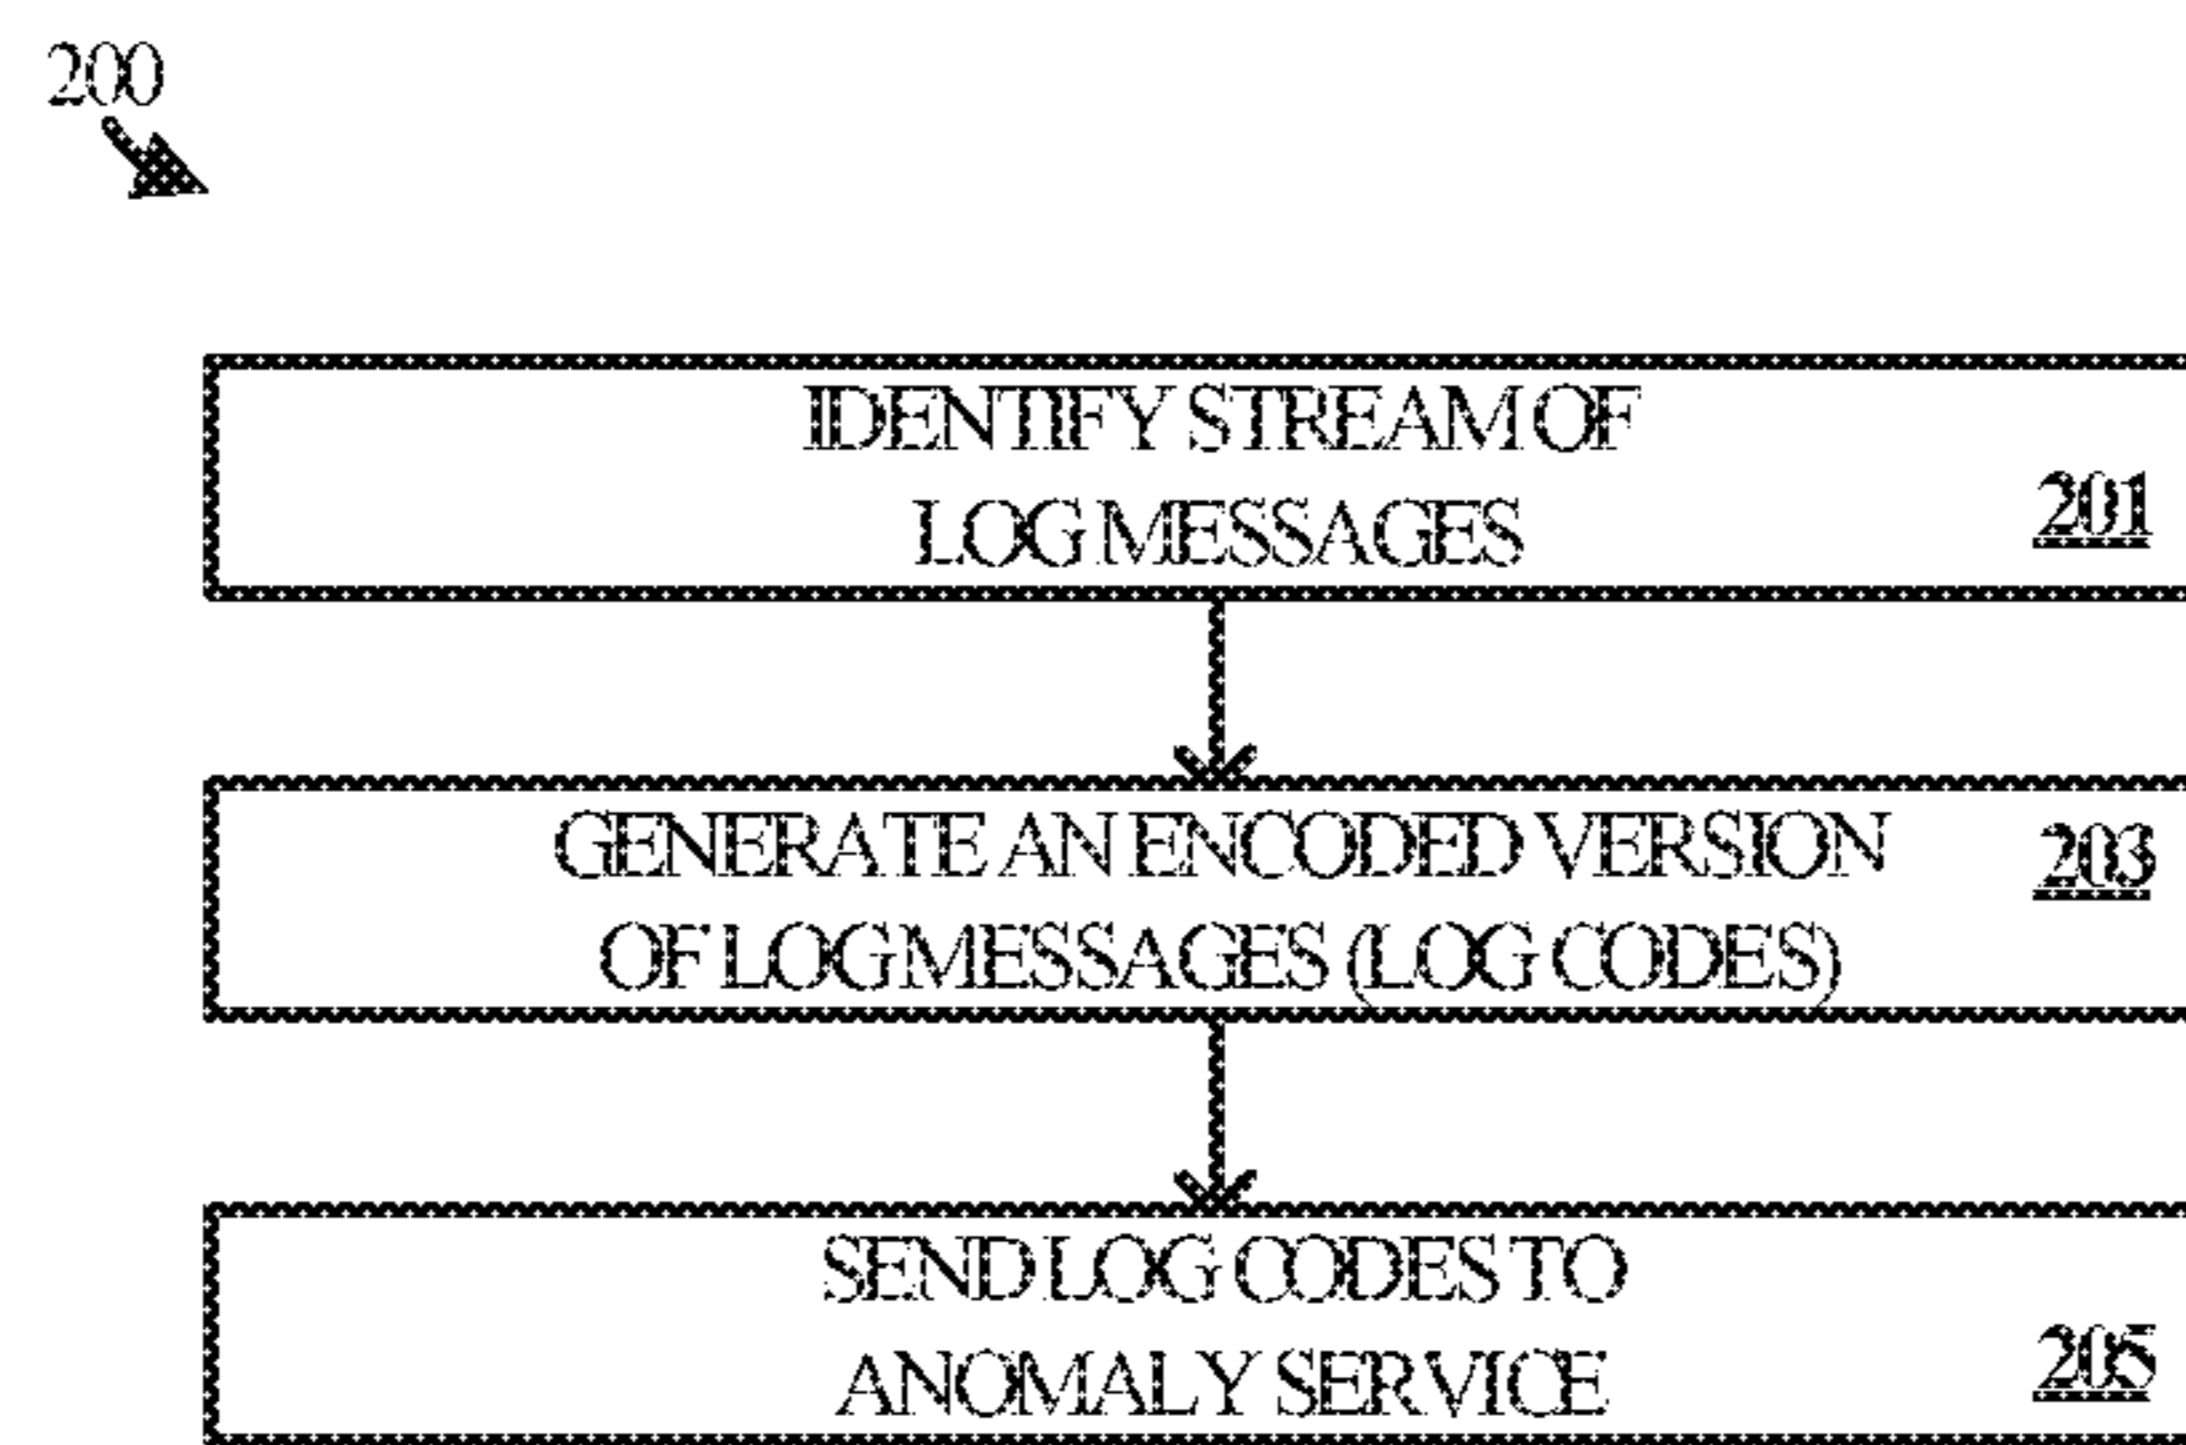 200
IDENTIFY STREAM OF
LOG MESSAGES
201
GENERATE AN ENCODED VERSION
203
OF LOG MESSAGES (LOG CODES)
SEND LOG CODES TO
ANOMALY SERVICE
205